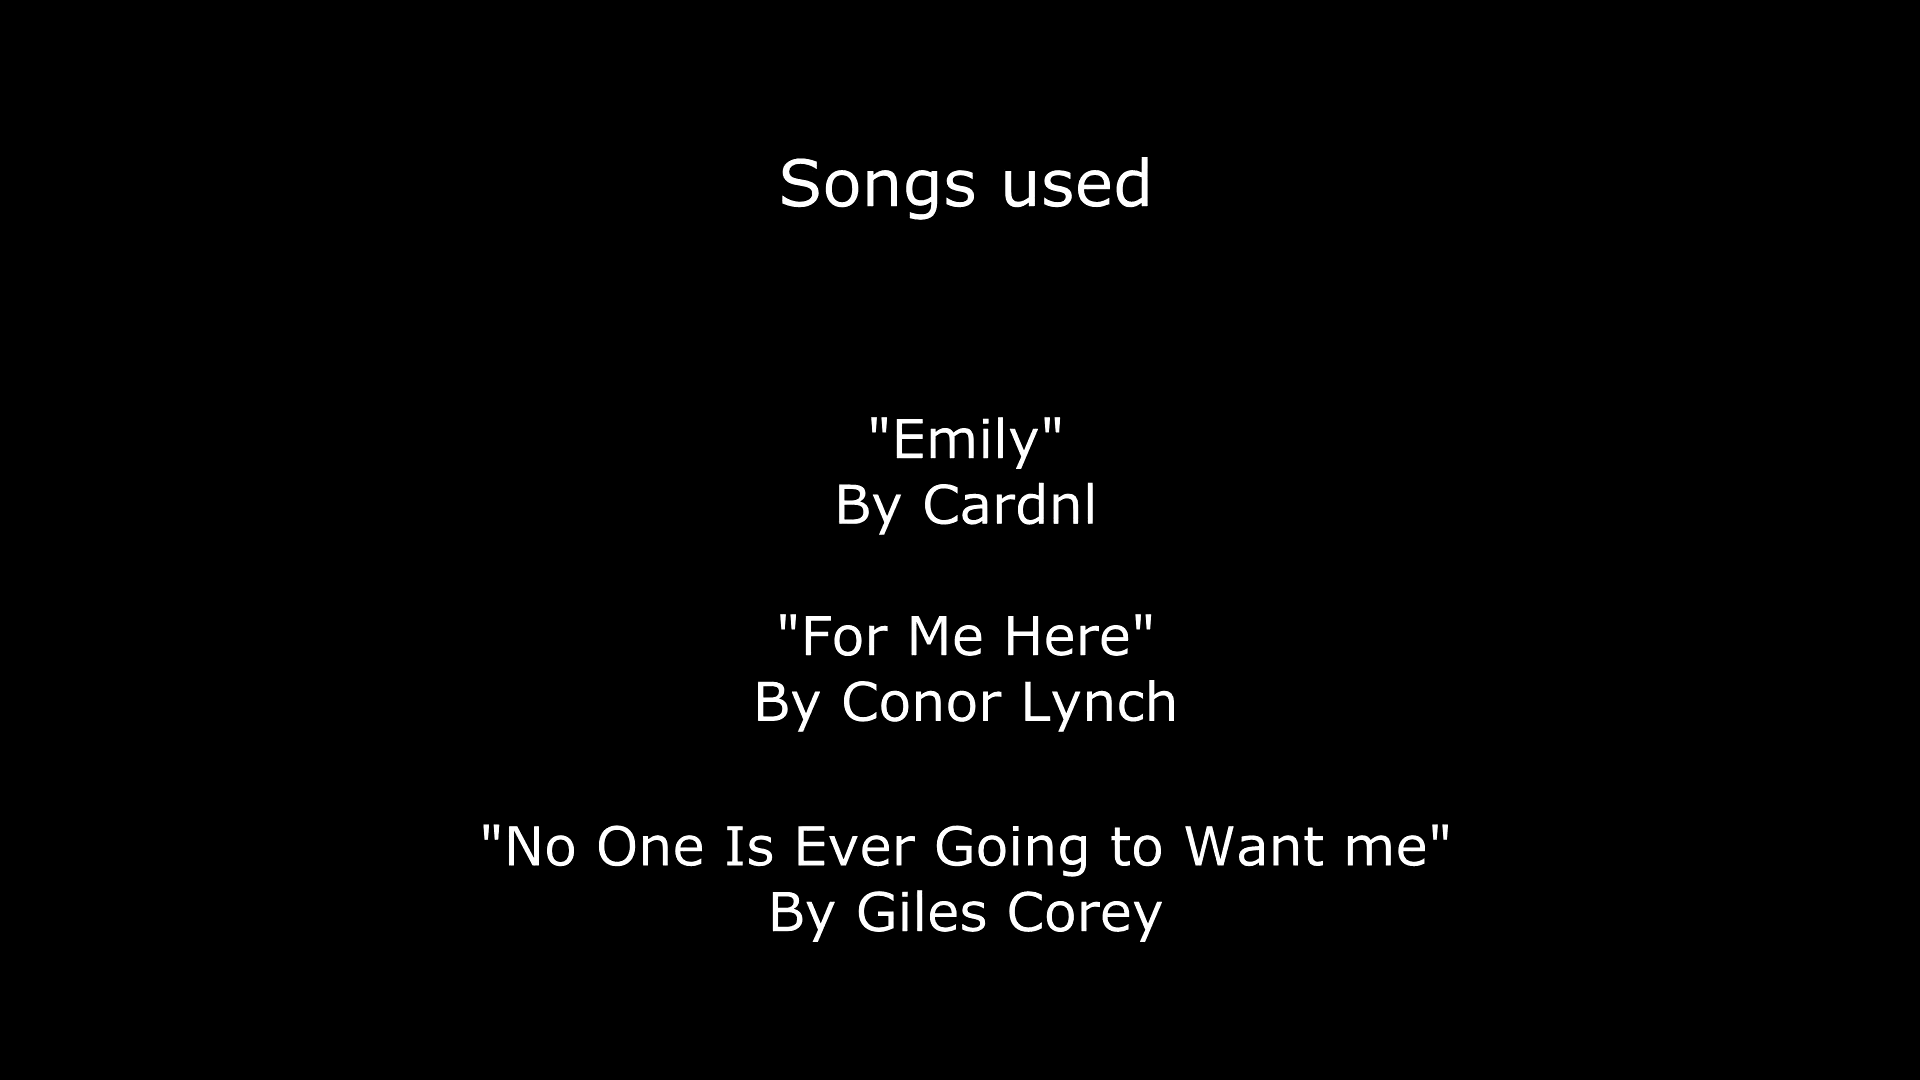 Songs used
"Emily"
By Cardnl
"For Me Here"
By Conor Lynch
"No One Is Ever Going to Want me"
By Giles Corey